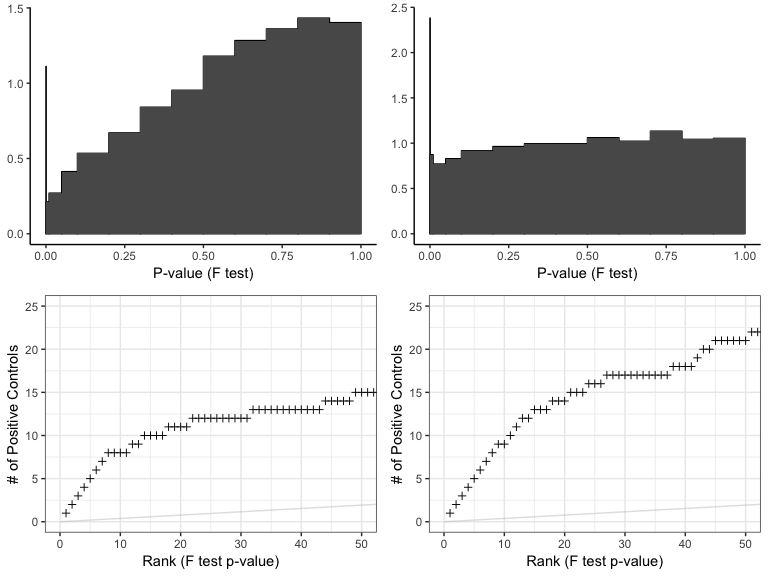 1.5
1.0
0.5
0.0
0.00 0.25 0.50 0.75 1.00
P-value (F test)
2.5
2.0
1.5
1.0
0.5
0.0
0.00 0.25 0.50 0.75 1.00
P-value (F test)
# of Positive Controls
25
20
15
10
5
0
0 10 20 30 40 50
Rank (F test p-value)
# of Positive Controls
25
20
15
10
5
0
0 10 20 30 40 50
Rank (F test p-value)